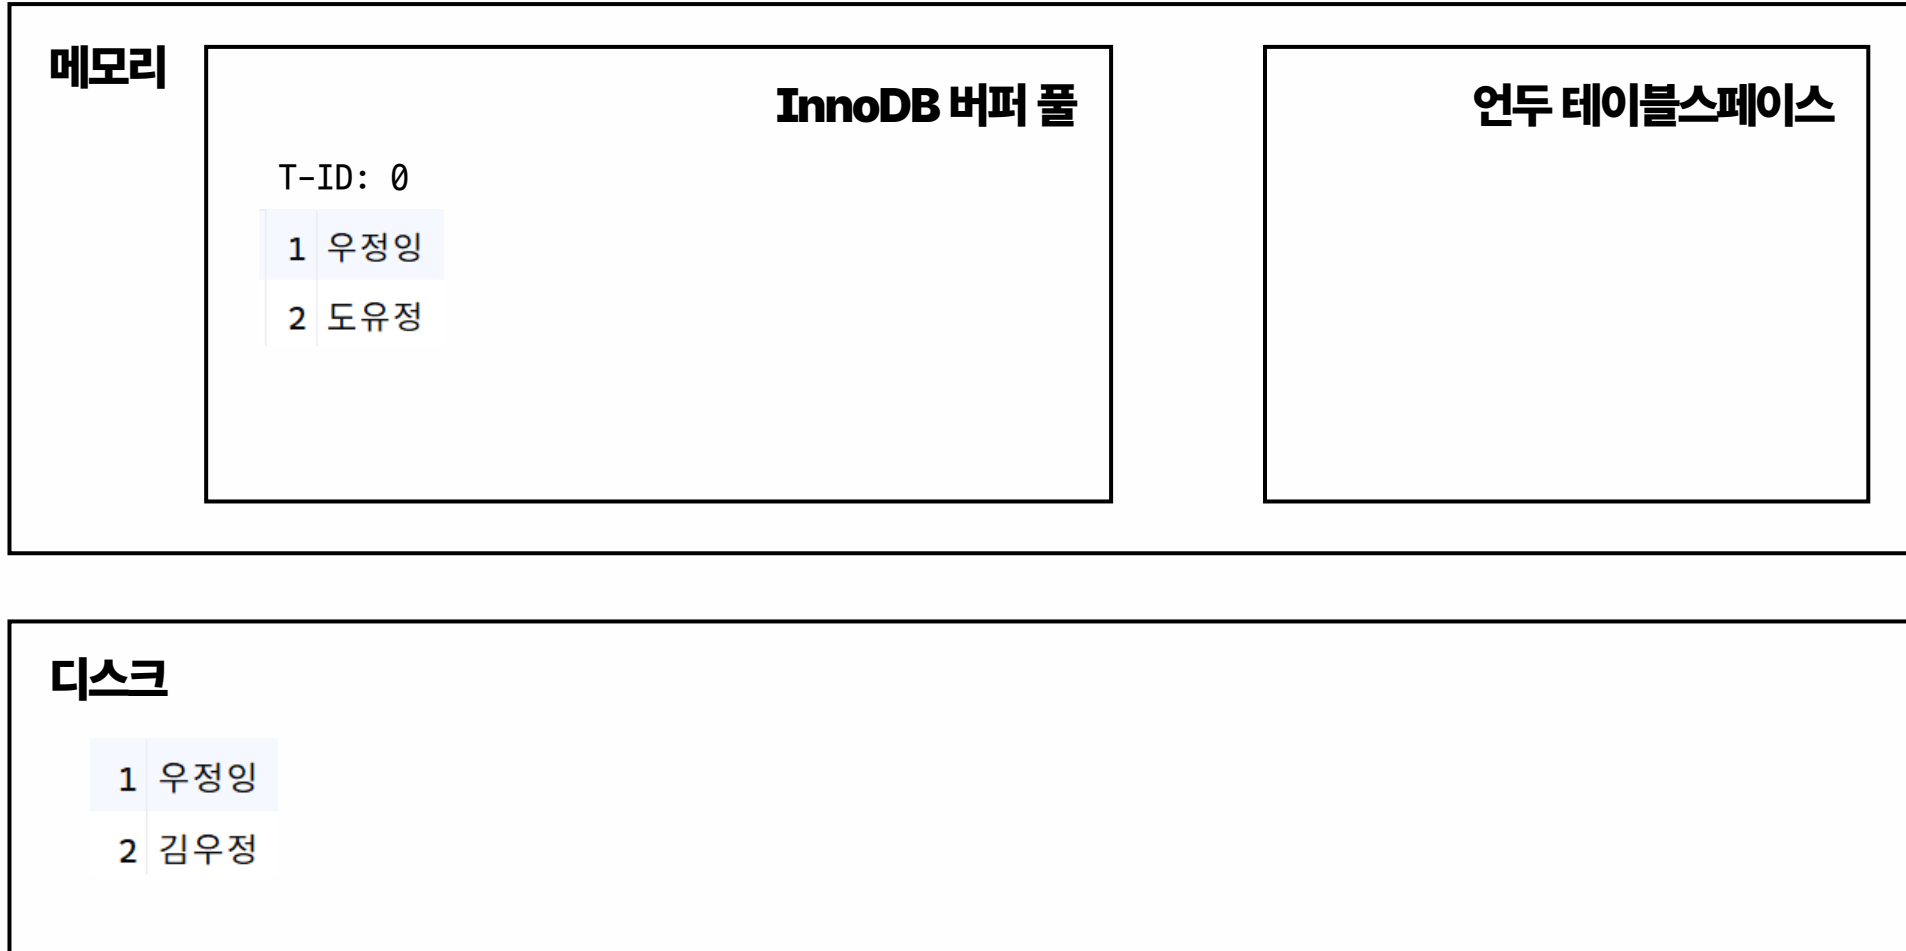 메모리
InnoDB 버퍼 풀
언두 테이블스페이스
T-ID: 0
1 우정잉
2 도유정
디스크
1 우정잉
2 김우정